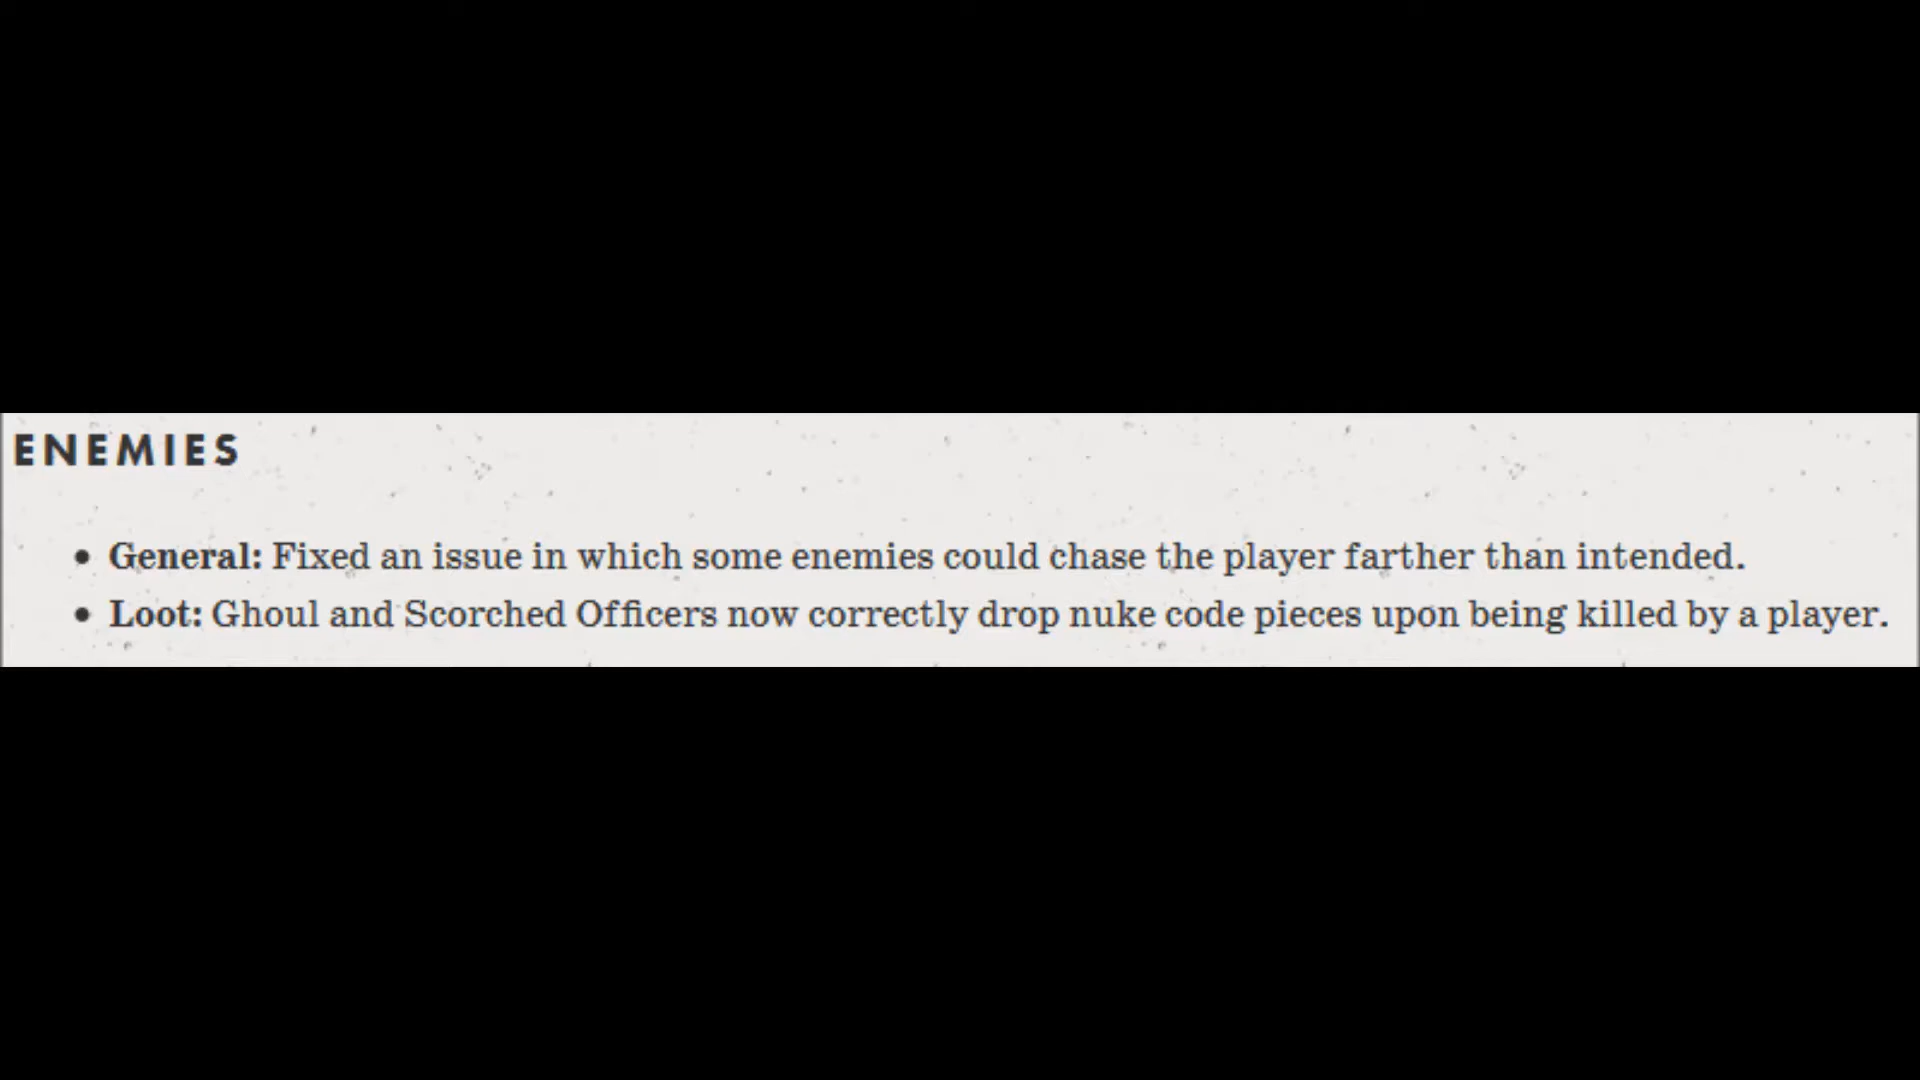 ENEMIES
• General: Fixed an issue in which some enemies could chase the player farther than intended.
• Loot: Ghoul and Scorched Officers now correctly drop nuke code pieces upon being killed by a player.